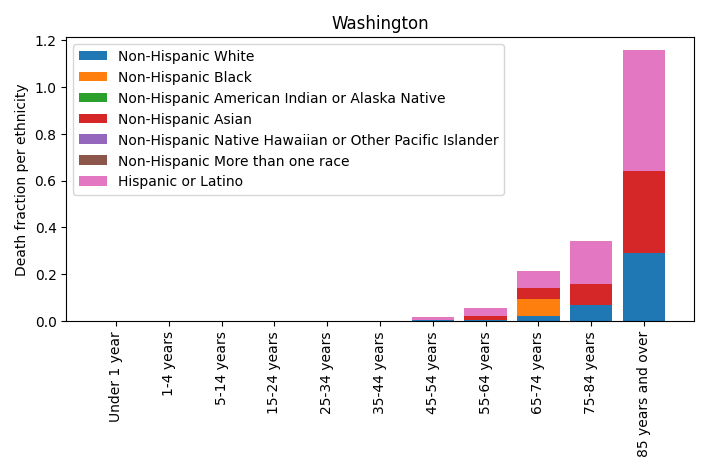 Washington
Death fraction per ethnicity
1.2
1.0
0.8
0.6
0.4
0.2
0.0
Non-Hispanic White
Non-Hispanic Black
Non-Hispanic American Indian or Alaska Native
Non-Hispanic Asian
Non-Hispanic Native Hawaiian or Other Pacific Islander
Non-Hispanic More than one race
Hispanic or Latino
Under 1 year
1-4 years
5-14 years
15-24 years
25-34 years
35-44 years
45-54 years
55-64 years
65-74 years
75-84 years
85 years and over